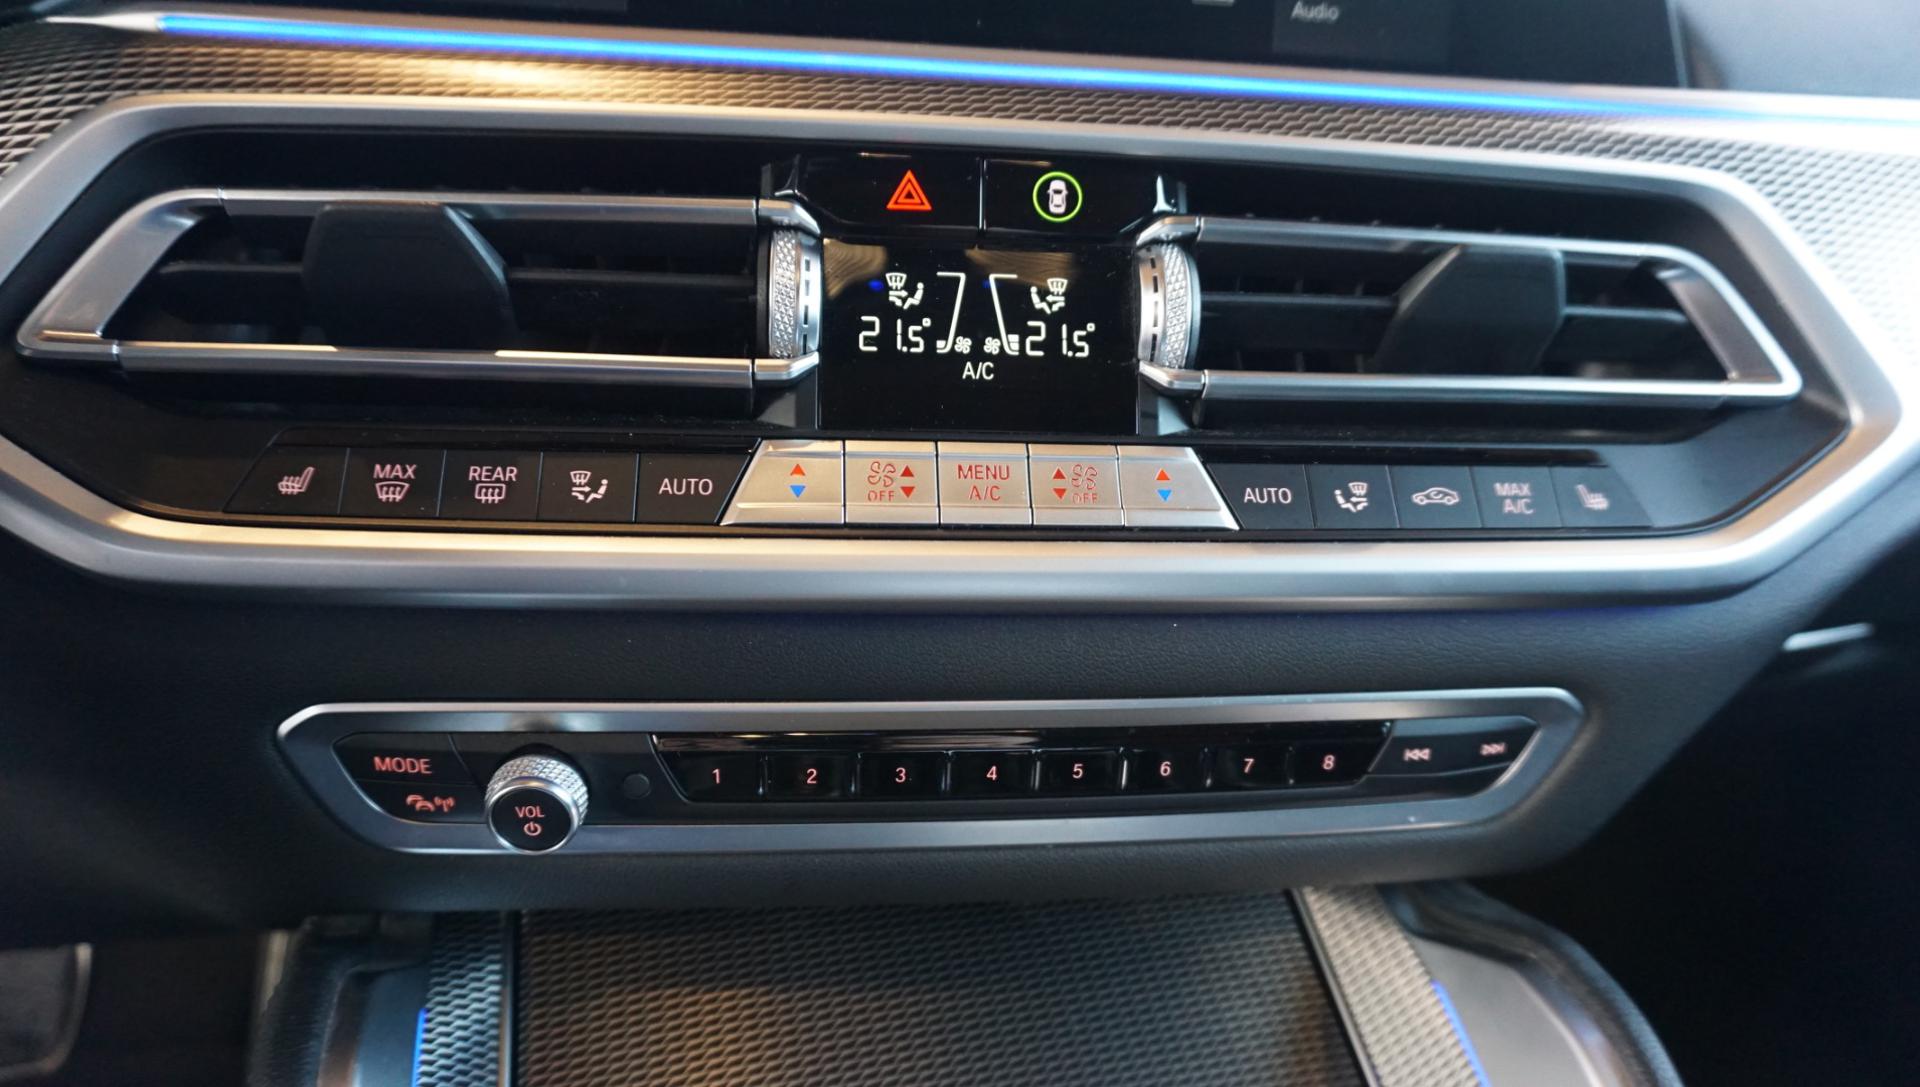 Audio
21.5° 21.5°
A/C
MAX REAR AUTO OFF MENU A/C OFF AUTO MAX A/C
MODE VOL 1 2 3 4 5 6 7 8